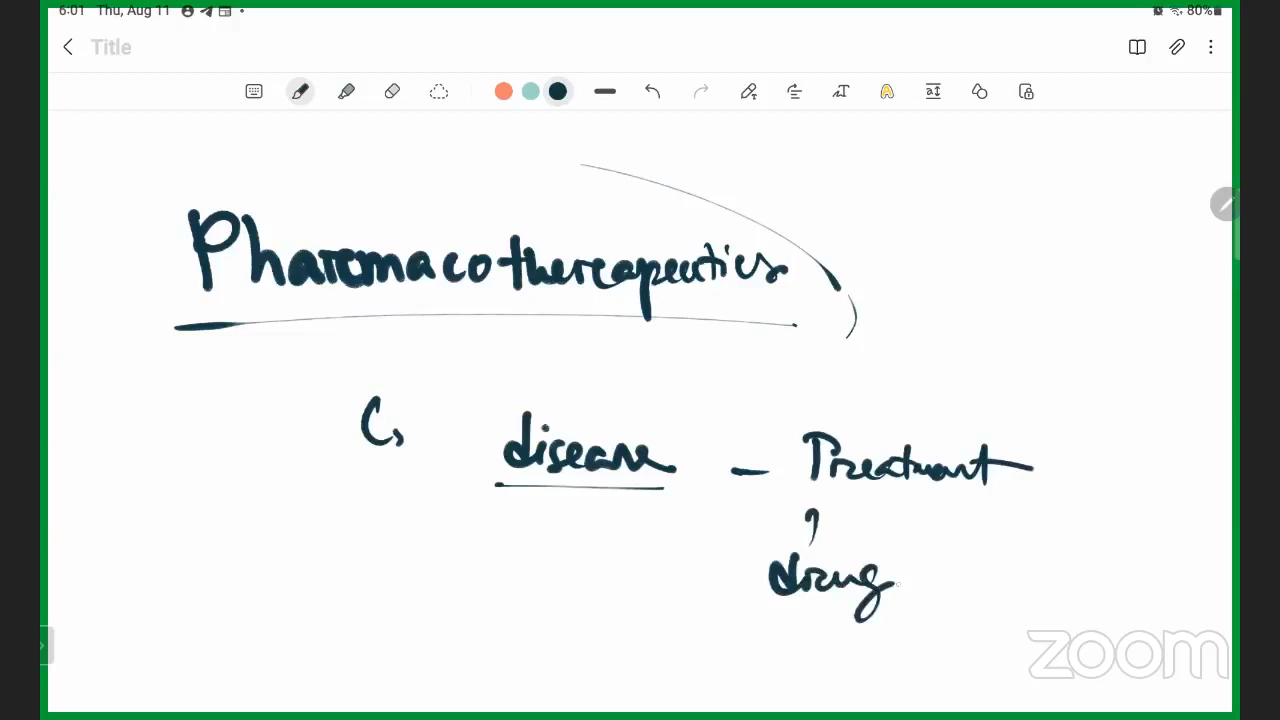 6:01 Thu, Aug 11 80%
Title
Pharmacotherapeutics
disease - Treatment
drug
zoom